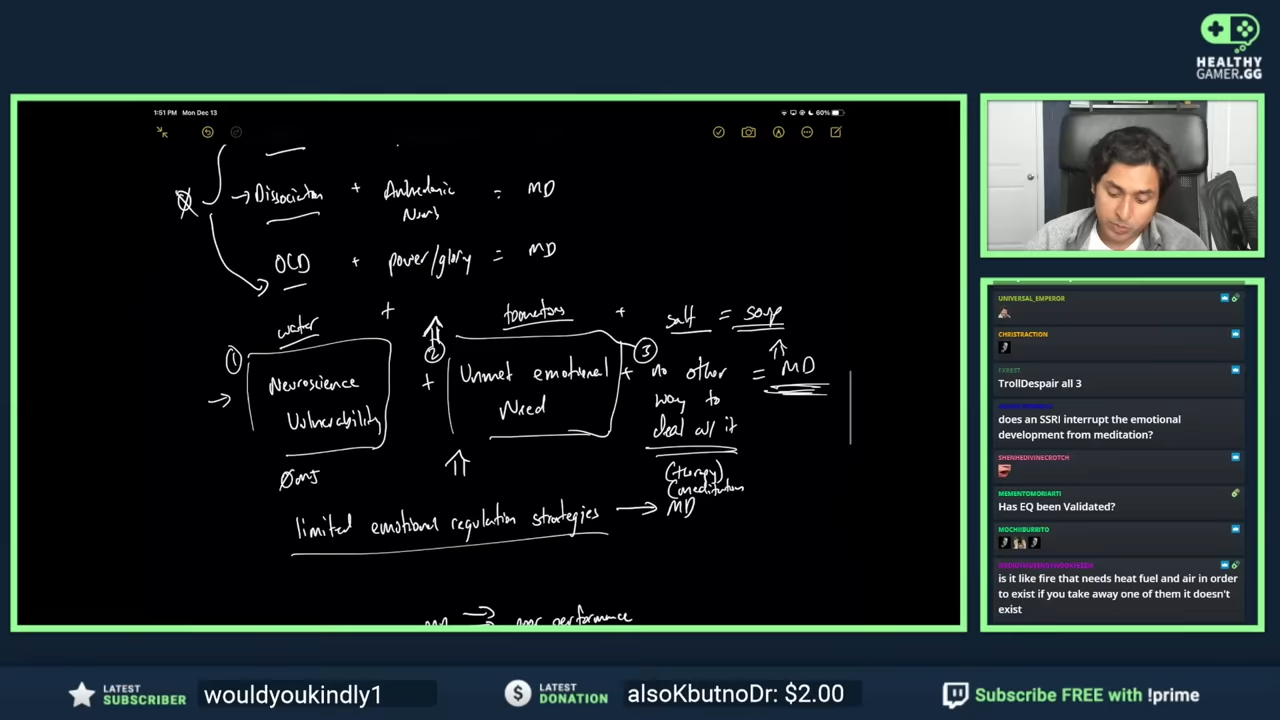 HEALTHY
GAMER.GG
1:51 PM Mon Dec 13
60%
→ Dissociation + Anhedonic = MD
OCD + power/glory = MD
water + tomatoes + salt = soup
① ② ③
Neuroscience + Unmet emotional + no other = MD
Vulnerability Need way to
deal w/ it
(therapy)
(meditation
limited emotional regulation strategies → MD
poor performance
UNIVERSAL_EMPEROR
CHRISTRACTION
TrollDespair all 3
does an SSRI interrupt the emotional
development from meditation?
SHENHEDIVINECROTCH
MEMENTOMORIARTI
Has EQ been Validated?
MOCHIIBURRITO
is it like fire that needs heat fuel and air in order
to exist if you take away one of them it doesn't
exist
LATEST
SUBSCRIBER
wouldyoukindly1
LATEST
DONATION
alsoKbutnoDr: $2.00
Subscribe FREE with !prime